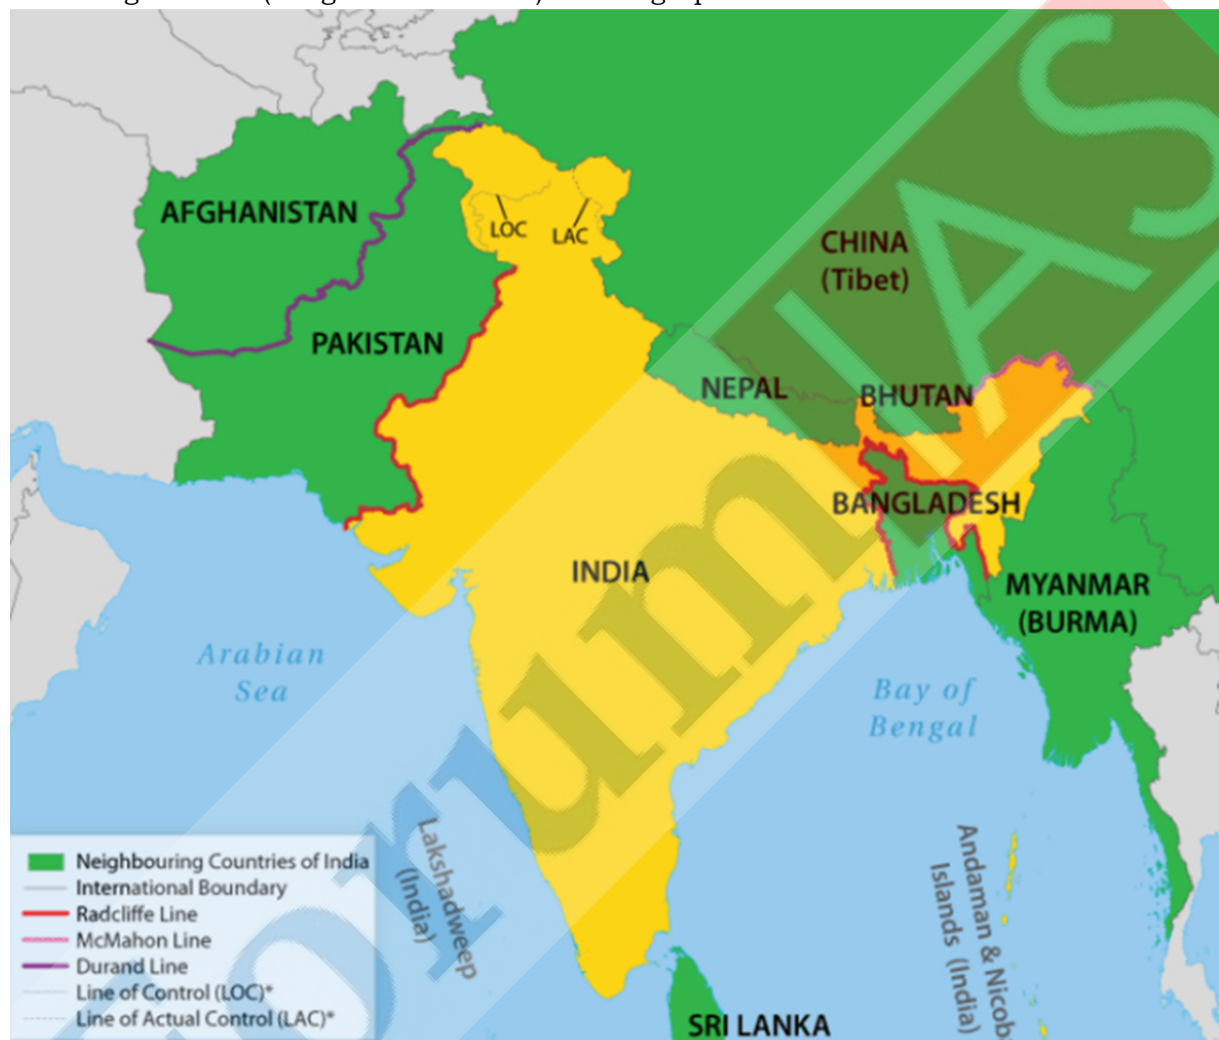 AFGHANISTAN
LOC
LAC
CHINA
(Tibet)
PAKISTAN
NEPAL
BHUTAN
BANGLADESH
INDIA
MYANMAR
(BURMA)
Arabian
Sea
Bay of
Bengal
Lakshadweep
(India)
Andaman & Nicob
Islands (India)
SRI LANKA
Neighbouring Countries of India
International Boundary
Radcliffe Line
McMahon Line
Durand Line
Line of Control (LOC)*
Line of Actual Control (LAC)*
orum IAS